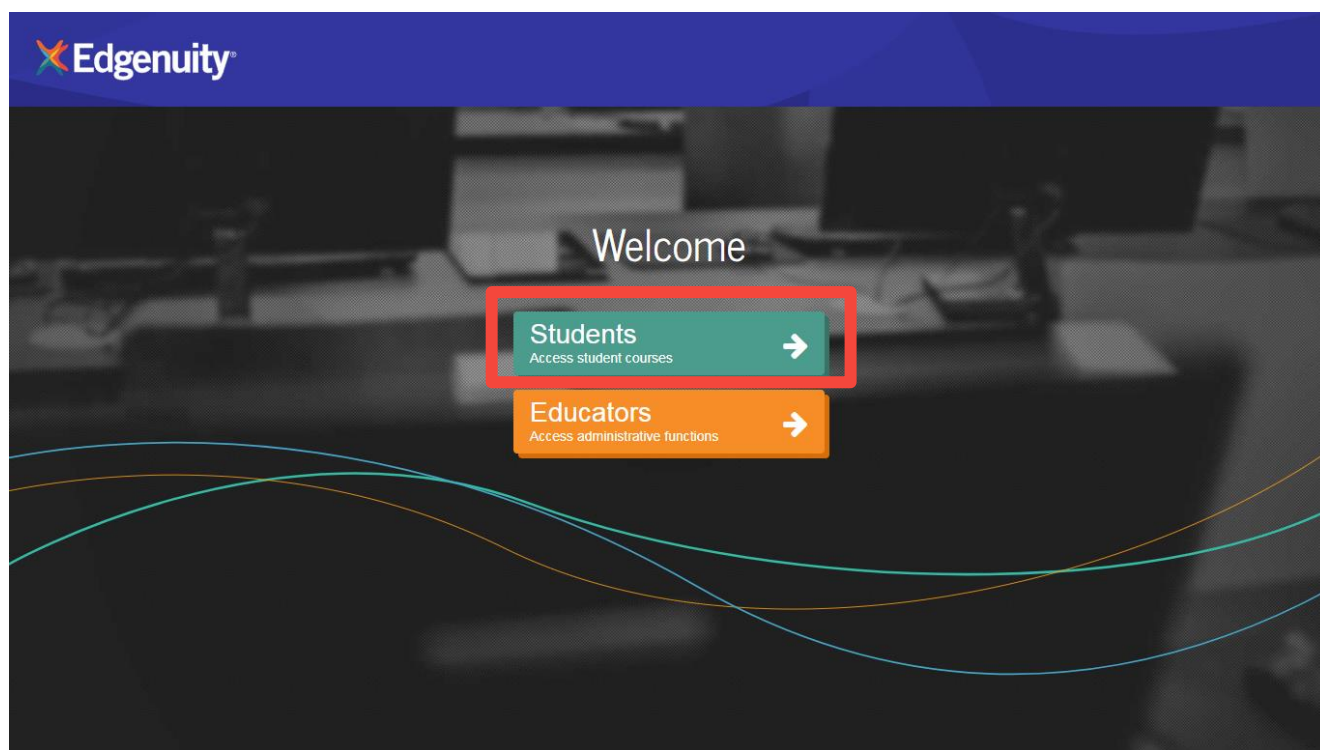 Edgenuity®
Welcome
Students
Access student courses
Educators
Access administrative functions